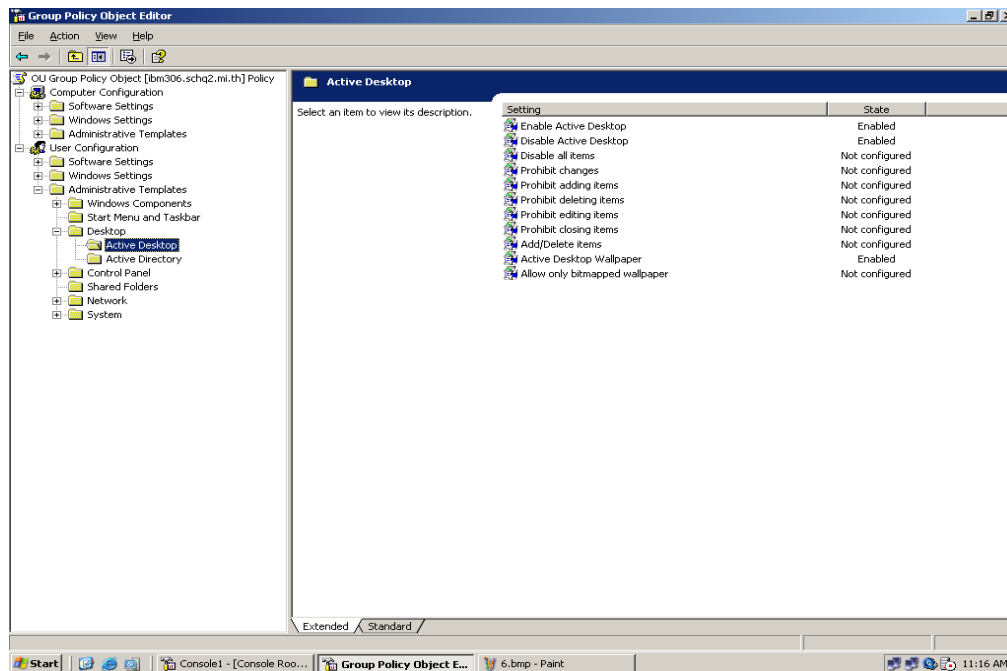 Group Policy Object Editor
File Action View Help
OU Group Policy Object [ibm306.schq2.mi.th] Policy
Computer Configuration
Software Settings
Windows Settings
Administrative Templates
User Configuration
Software Settings
Windows Settings
Administrative Templates
Windows Components
Start Menu and Taskbar
Desktop
Active Desktop
Active Directory
Control Panel
Shared Folders
Network
System
Active Desktop
Select an item to view its description.
Setting State
Enable Active Desktop Enabled
Disable Active Desktop Enabled
Disable all items Not configured
Prohibit changes Not configured
Prohibit adding items Not configured
Prohibit deleting items Not configured
Prohibit editing items Not configured
Prohibit closing items Not configured
Add/Delete items Not configured
Active Desktop Wallpaper Enabled
Allow only bitmapped wallpaper Not configured
Extended Standard
Start Console1 - [Console Roo... Group Policy Object E... 6.bmp - Paint 11:16 AM